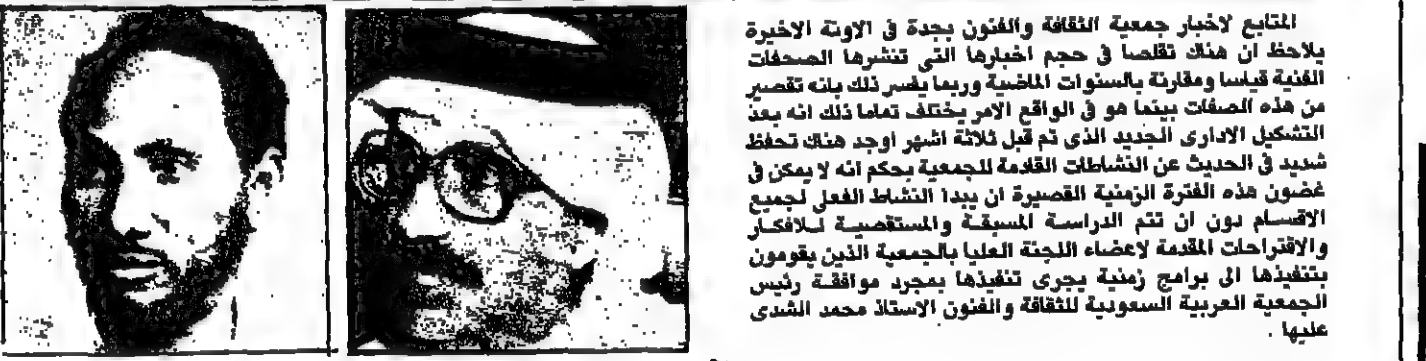 المتابع لاخبار جمعية الثقافة والفنون بجدة في الاونة الاخيرة
يلاحظ ان هناك تقلصا في حجم اخبارها التي تنشرها الصحفات
الفنية قياسا ومقارنة بالسنوات الماضية وربما يفسر ذلك بانه تقصير
من هذه الصفات بينما هو في الواقع الامر يختلف تماما ذلك انه بعد
التشكيل الادارى الجديد الذى تم قبل ثلاثة اشهر اوجد هناك تحفظ
شديد في الحديث عن النشاطات القادمة للجمعية بحكم انه لا يمكن في
غضون هذه الفترة الزمنية القصيرة ان يبدا النشاط الفعلى لجميع
الاقسام دون ان تتم الدراسة المسبقة والمستقصية للافكار
والاقتراحات المقدمة لاعضاء اللجنة العليا بالجمعية الذين يقومون
بتنفيذها الى برامج زمنية يجرى تنفيذها بمجرد موافقة رئيس
الجمعية العربية السعودية للثقافة والفنون الاستاذ محمد الشدى
عليها .